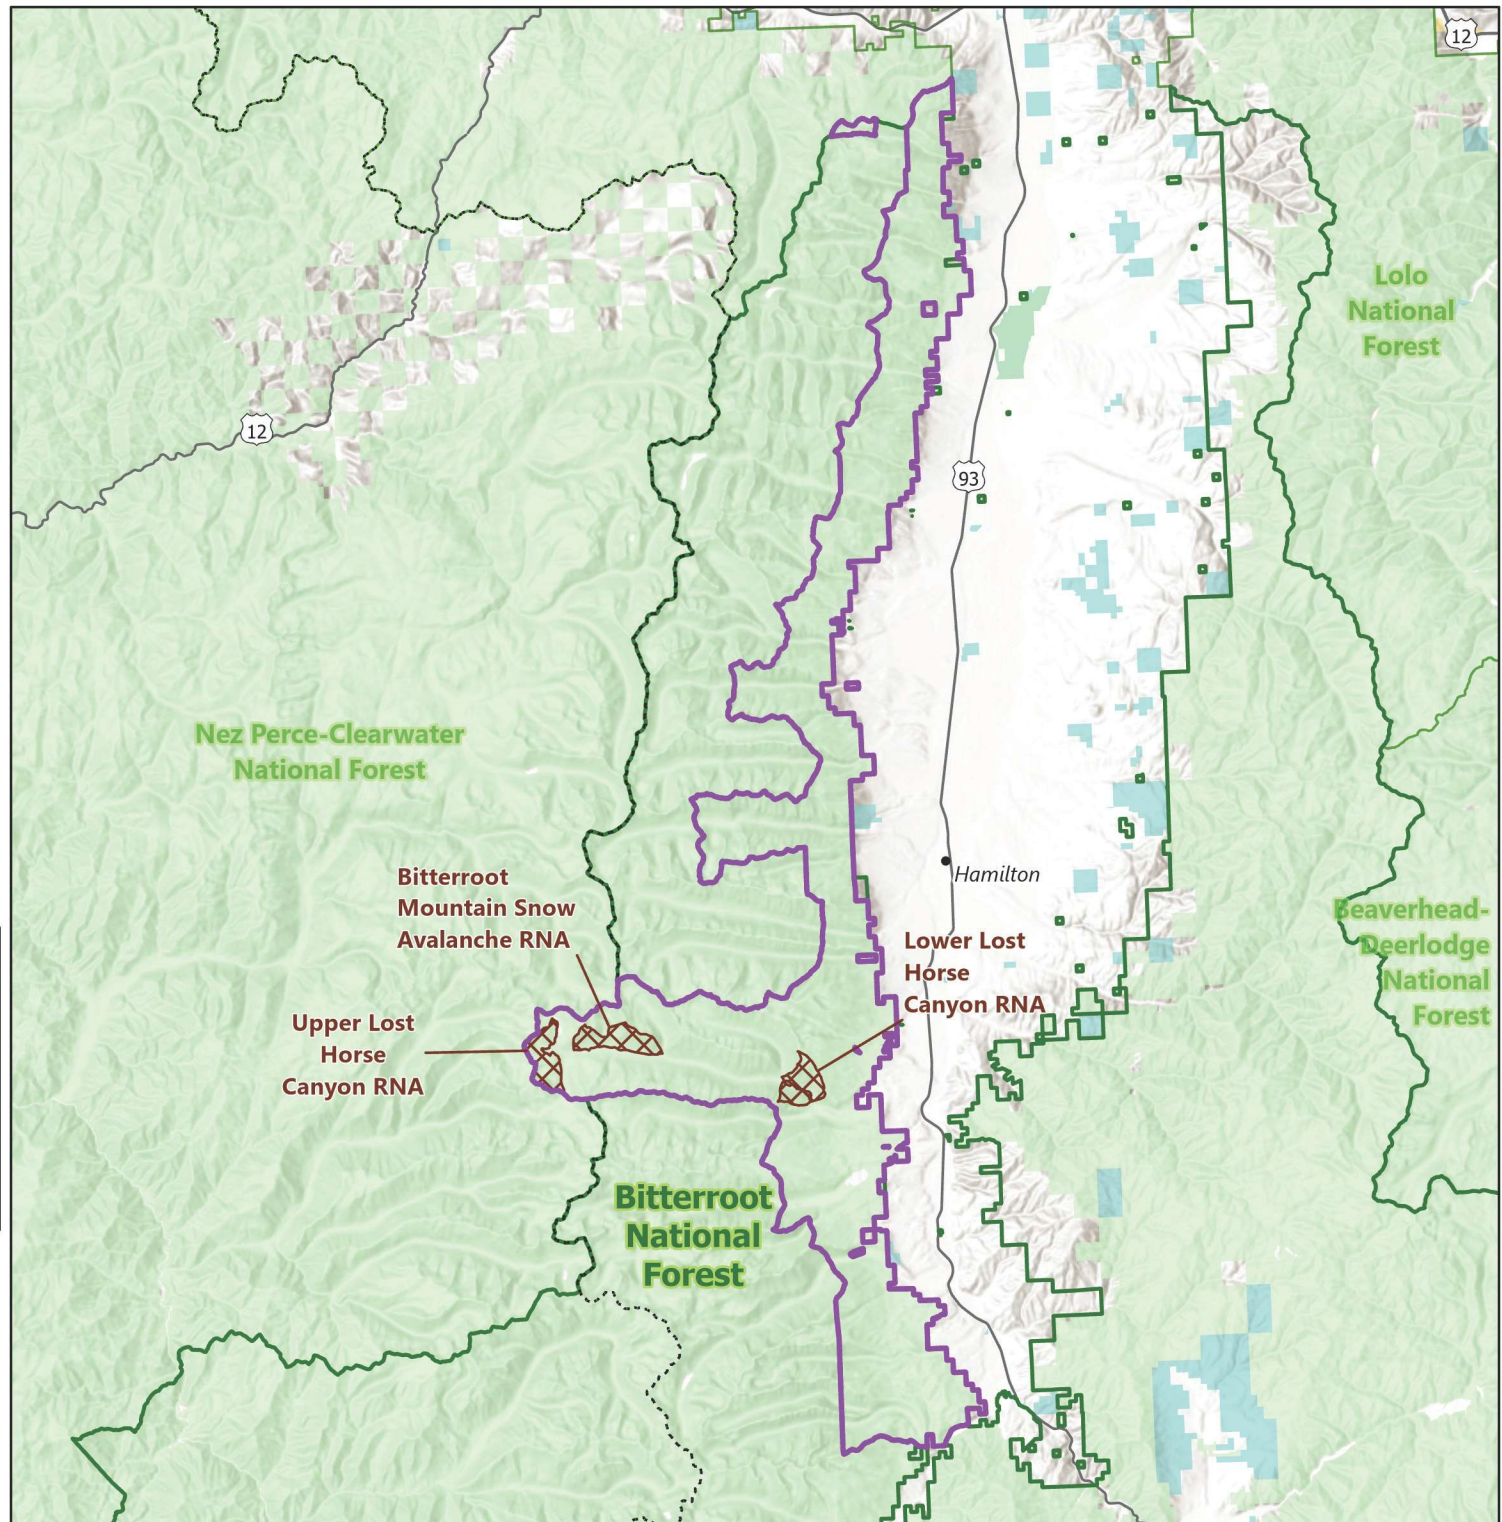 12
Lolo
National
Forest
12
93
Nez Perce-Clearwater
National Forest
Bitterroot
Mountain Snow
Avalanche RNA
Hamilton
Beaverhead-
Deerlodge
National
Forest
Lower Lost
Horse
Canyon RNA
Upper Lost
Horse
Canyon RNA
Bitterroot
National
Forest